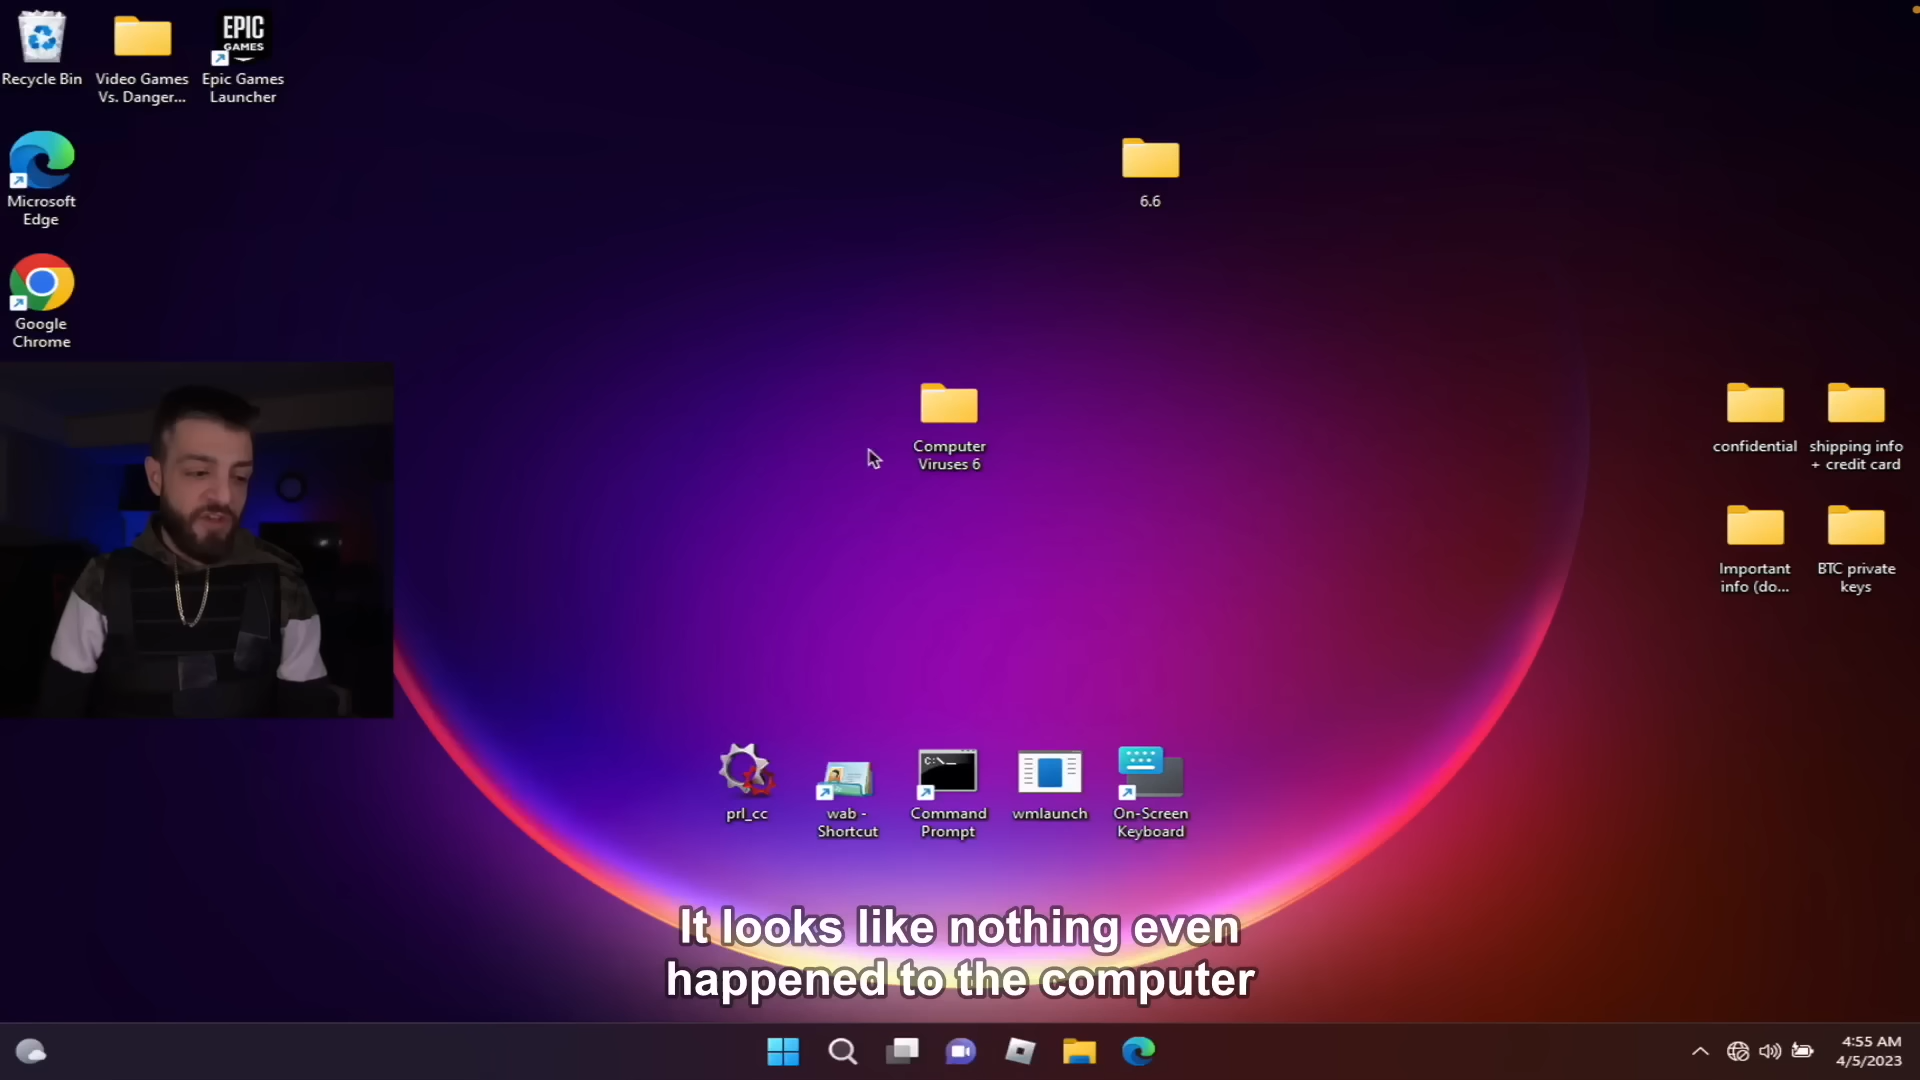 Recycle Bin
Video Games
Vs. Danger...
EPIC
GAMES
Epic Games
Launcher
Microsoft
Edge
Google
Chrome
6.6
Computer
Viruses 6
confidential
shipping info
+ credit card
Important
info (do...
BTC private
keys
C:\_
prl_cc
wab -
Shortcut
Command
Prompt
wmlaunch
On-Screen
Keyboard
It looks like nothing even
happened to the computer
4:55 AM
4/5/2023